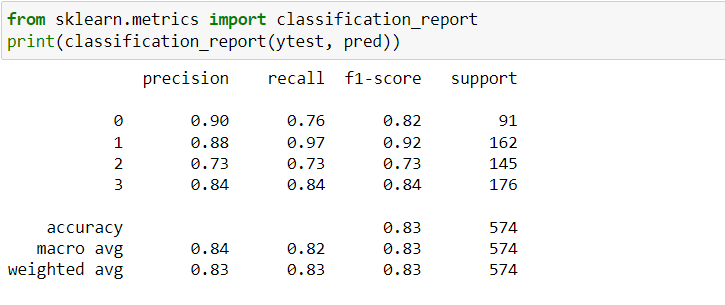 from sklearn.metrics import classification_report
print(classification_report(ytest, pred))
precision recall f1-score support
0 0.90 0.76 0.82 91
1 0.88 0.97 0.92 162
2 0.73 0.73 0.73 145
3 0.84 0.84 0.84 176
accuracy 0.83 574
macro avg 0.84 0.82 0.83 574
weighted avg 0.83 0.83 0.83 574